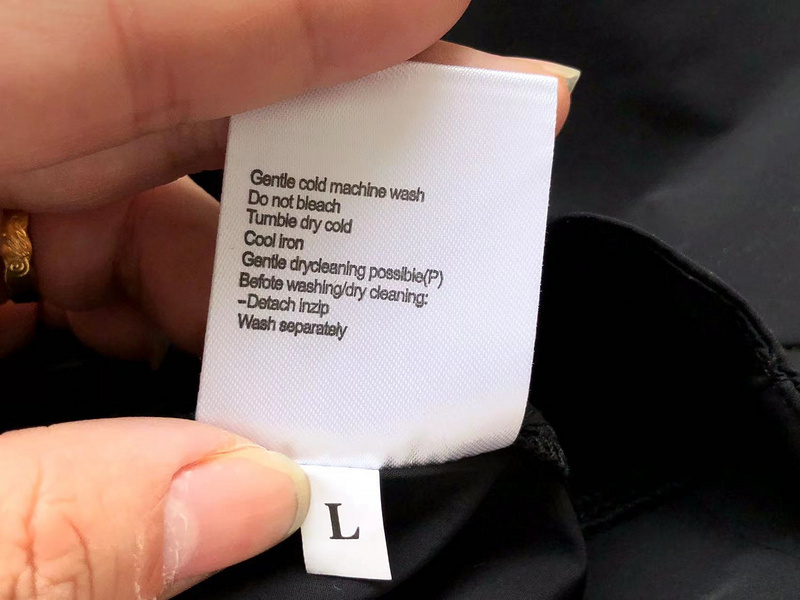 Gentle cold machine wash
Do not bleach
Tumble dry cold
Cool iron
Gentle drycleaning possibie(P)
Befote washing/dry cleaning:
-Detach inzip
Wash separately
L